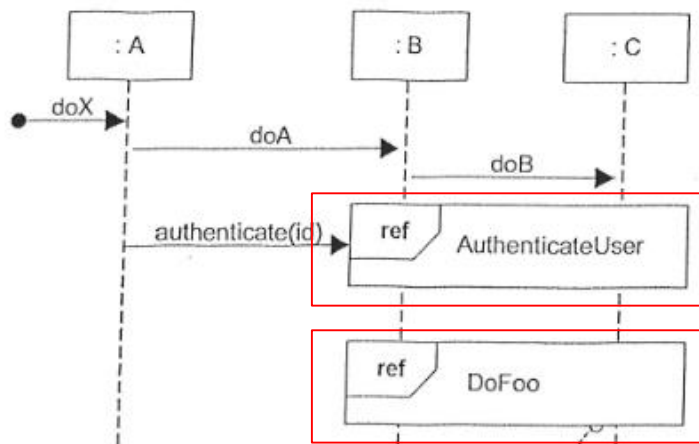 : A
: B
: C
doX
doA
doB
authenticate(id)
ref
AuthenticateUser
ref
DoFoo